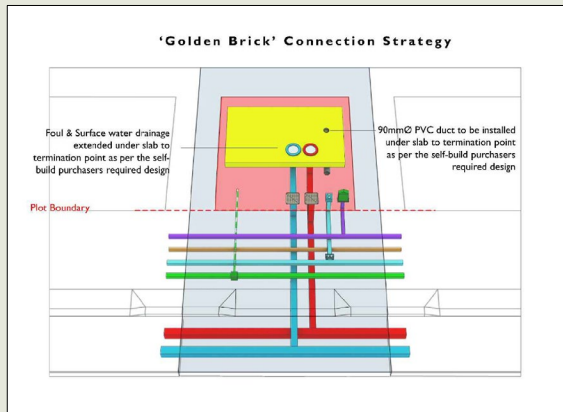 ‘Golden Brick’ Connection Strategy
Foul & Surface water drainage
extended under slab to
termination point as per the self-
build purchasers required design
90mmØ PVC duct to be installed
under slab to termination point
as per the self-build purchasers
required design
Plot Boundary